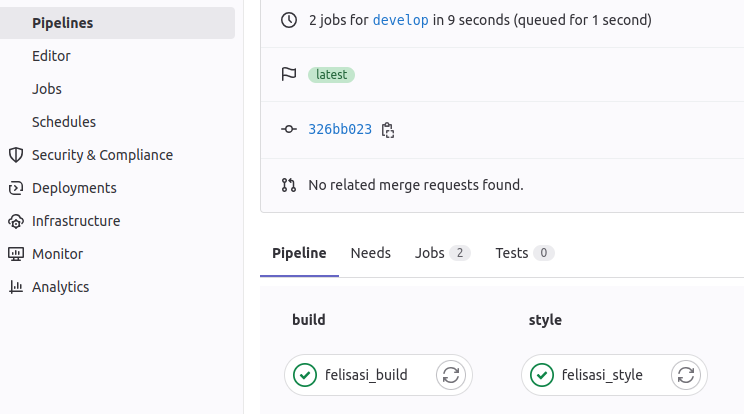 Pipelines
Editor
Jobs
Schedules
Security & Compliance
Deployments
Infrastructure
Monitor
Analytics
2 jobs for develop in 9 seconds (queued for 1 second)
latest
326bb023
No related merge requests found.
Pipeline Needs Jobs 2 Tests 0
build style
felisasi_build felisasi_style